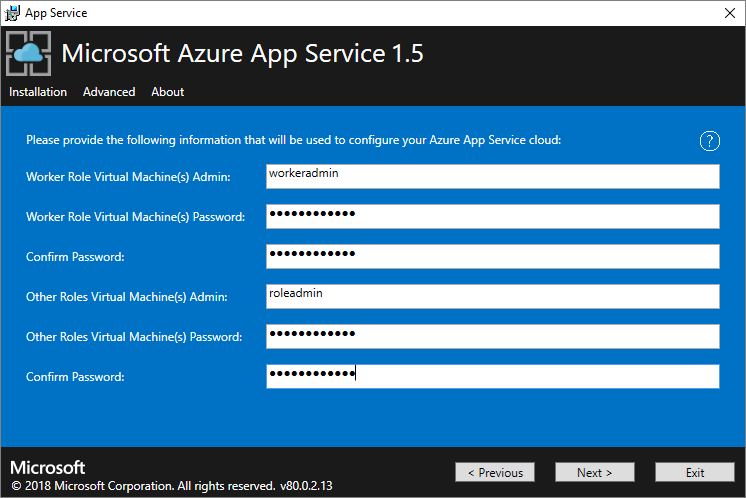 App Service
Microsoft Azure App Service 1.5
Installation Advanced About
Please provide the following information that will be used to configure your Azure App Service cloud: ?
Worker Role Virtual Machine(s) Admin: workeradmin
Worker Role Virtual Machine(s) Password: ●●●●●●●●●●●●
Confirm Password: ●●●●●●●●●●●●
Other Roles Virtual Machine(s) Admin: roleadmin
Other Roles Virtual Machine(s) Password: ●●●●●●●●●●●●
Confirm Password: ●●●●●●●●●●●●
Microsoft
© 2018 Microsoft Corporation. All rights reserved. v80.0.2.13
< Previous Next > Exit